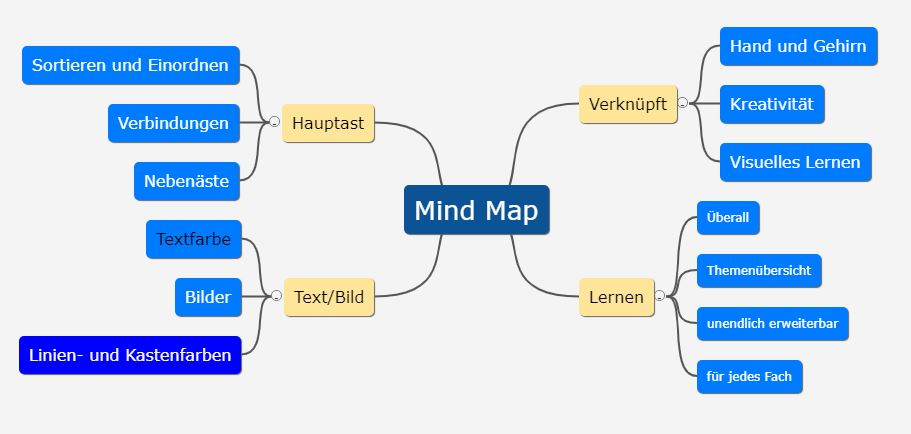 Mind Map
Hauptast
Sortieren und Einordnen
Verbindungen
Nebenäste
Text/Bild
Textfarbe
Bilder
Linien- und Kastenfarben
Verknüpft
Hand und Gehirn
Kreativität
Visuelles Lernen
Lernen
Überall
Themenübersicht
unendlich erweiterbar
für jedes Fach